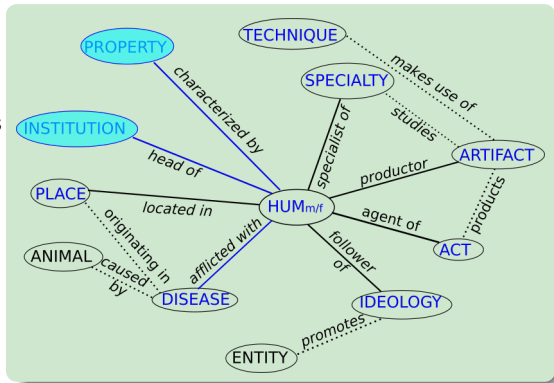 TECHNIQUE
PROPERTY
makes use of
SPECIALTY
characterized by
studies
specialist of
s
INSTITUTION
ARTIFACT
head of
productor
PLACE
HUMm/f
products
located in
agent of
originating in
afflicted with
follower
of
ACT
ANIMAL
caused
by
DISEASE
IDEOLOGY
promotes
ENTITY